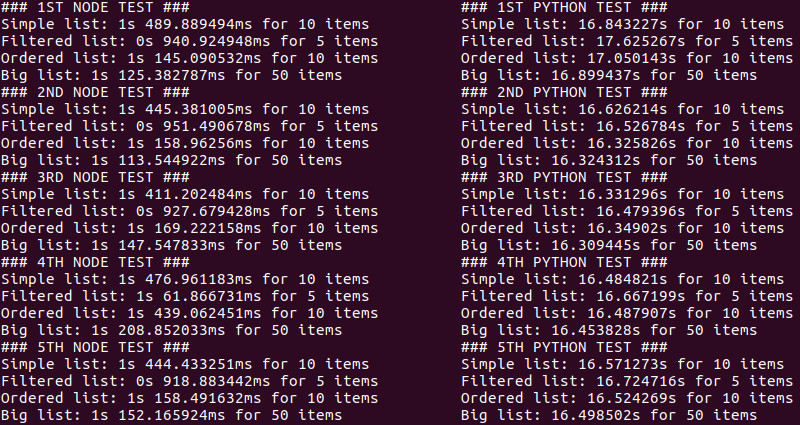 ### 1ST NODE TEST ###
Simple list: 1s 489.889494ms for 10 items
Filtered list: 0s 940.924948ms for 5 items
Ordered list: 1s 145.090532ms for 10 items
Big list: 1s 125.382787ms for 50 items
### 2ND NODE TEST ###
Simple list: 1s 445.381005ms for 10 items
Filtered list: 0s 951.490678ms for 5 items
Ordered list: 1s 158.96256ms for 10 items
Big list: 1s 113.544922ms for 50 items
### 3RD NODE TEST ###
Simple list: 1s 411.202484ms for 10 items
Filtered list: 0s 927.679428ms for 5 items
Ordered list: 1s 169.222158ms for 10 items
Big list: 1s 147.547833ms for 50 items
### 4TH NODE TEST ###
Simple list: 1s 476.961183ms for 10 items
Filtered list: 1s 61.866731ms for 5 items
Ordered list: 1s 439.062451ms for 10 items
Big list: 1s 208.852033ms for 50 items
### 5TH NODE TEST ###
Simple list: 1s 444.433251ms for 10 items
Filtered list: 0s 918.883442ms for 5 items
Ordered list: 1s 158.491632ms for 10 items
Big list: 1s 152.165924ms for 50 items
### 1ST PYTHON TEST ###
Simple list: 16.843227s for 10 items
Filtered list: 17.625267s for 5 items
Ordered list: 17.050143s for 10 items
Big list: 16.899437s for 50 items
### 2ND PYTHON TEST ###
Simple list: 16.626214s for 10 items
Filtered list: 16.526784s for 5 items
Ordered list: 16.325826s for 10 items
Big list: 16.324312s for 50 items
### 3RD PYTHON TEST ###
Simple list: 16.331296s for 10 items
Filtered list: 16.479396s for 5 items
Ordered list: 16.34902s for 10 items
Big list: 16.309445s for 50 items
### 4TH PYTHON TEST ###
Simple list: 16.484821s for 10 items
Filtered list: 16.667199s for 5 items
Ordered list: 16.487907s for 10 items
Big list: 16.453828s for 50 items
### 5TH PYTHON TEST ###
Simple list: 16.571273s for 10 items
Filtered list: 16.724716s for 5 items
Ordered list: 16.524269s for 10 items
Big list: 16.498502s for 50 items